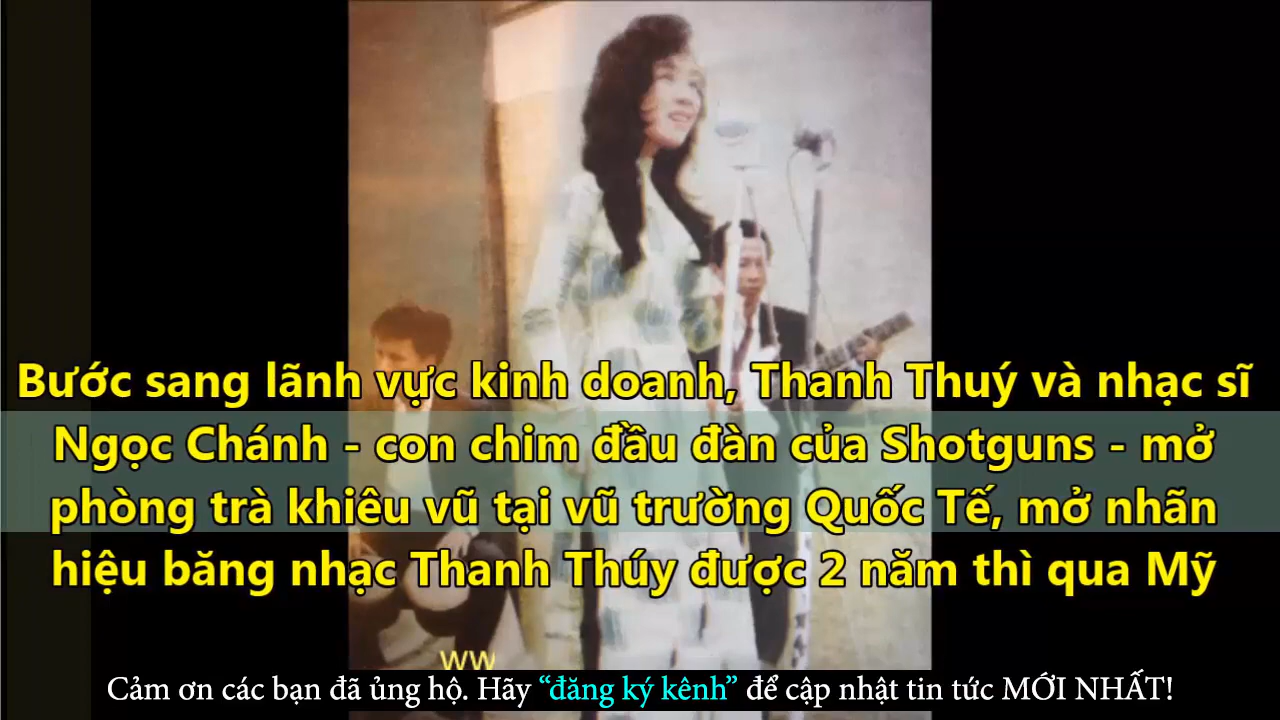 Bước sang lãnh vực kinh doanh, Thanh Thuý và nhạc sĩ
Ngọc Chánh - con chim đầu đàn của Shotguns - mở
phòng trà khiêu vũ tại vũ trường Quốc Tế, mở nhãn
hiệu băng nhạc Thanh Thúy được 2 năm thì qua Mỹ
ww
Cảm ơn các bạn đã ủng hộ. Hãy “đăng ký kênh” để cập nhật tin tức MỚI NHẤT!